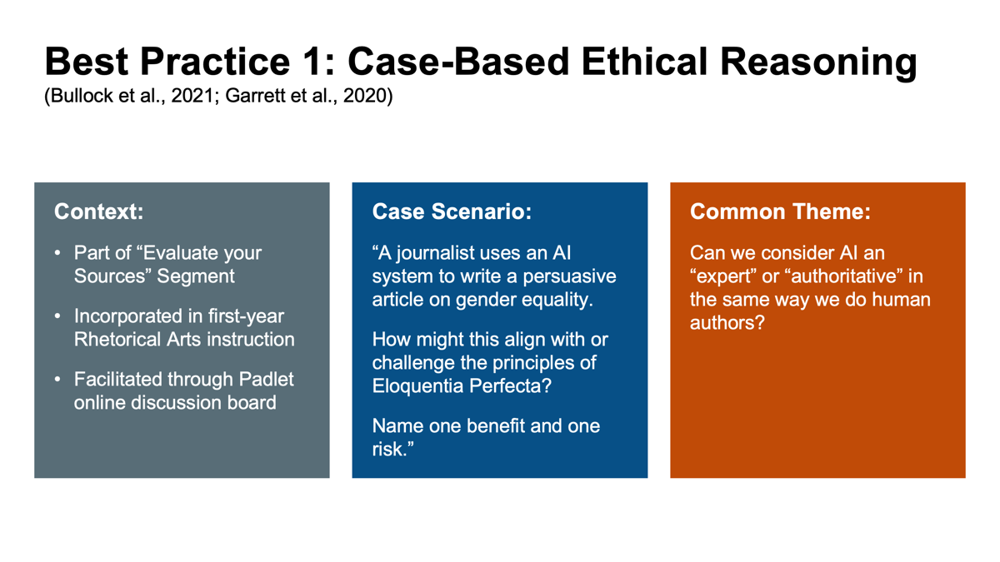 Best Practice 1: Case-Based Ethical Reasoning
(Bullock et al., 2021; Garrett et al., 2020)
Context:
• Part of “Evaluate your
Sources” Segment
• Incorporated in first-year
Rhetorical Arts instruction
• Facilitated through Padlet
online discussion board
Case Scenario:
“A journalist uses an AI
system to write a persuasive
article on gender equality.
How might this align with or
challenge the principles of
Eloquentia Perfecta?
Name one benefit and one
risk.”
Common Theme:
Can we consider AI an
“expert” or “authoritative” in
the same way we do human
authors?